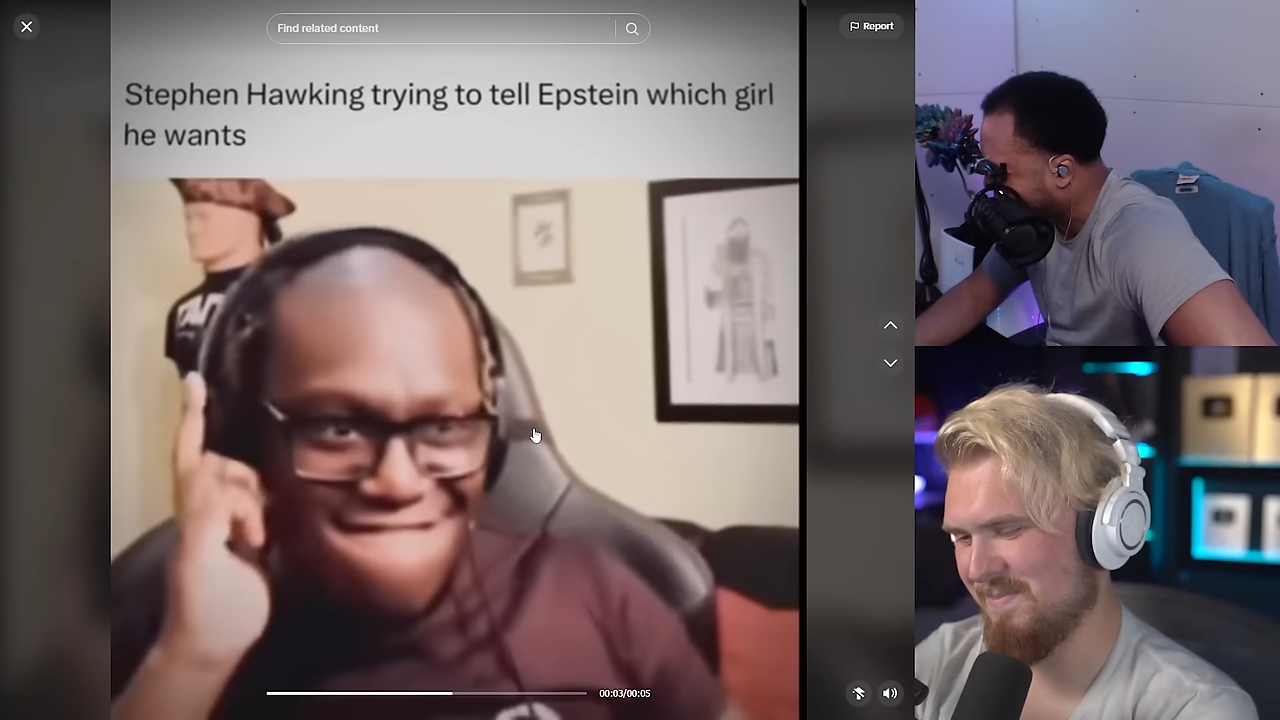 Find related content
Report
Stephen Hawking trying to tell Epstein which girl
he wants
00:03/00:05